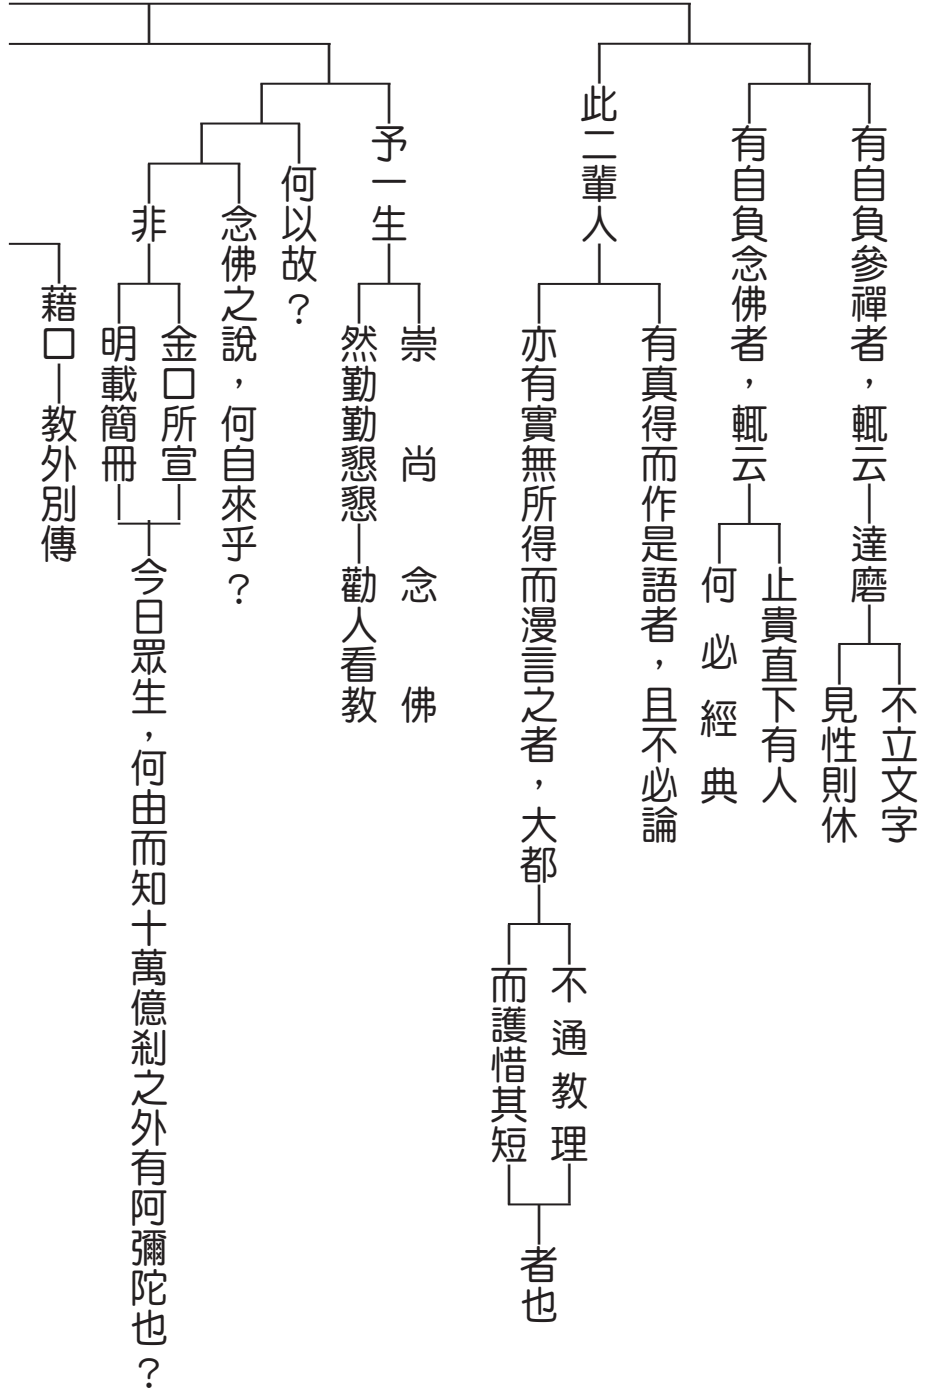 有自負參禪者，輒云
達磨
不立文字
見性則休
有自負念佛者，輒云
止貴直下有人
何必經典
此二輩人
有真得而作是語者，且不必論
亦有實無所得而漫言之者，大都
不通教理
而護惜其短
者也
予一生
崇尚念佛
然勤勤懇懇
勸人看教
何以故？
念佛之說，何自來乎？
非
金口所宣
明載簡冊
今日眾生，何由而知十萬億剎之外有阿彌陀也？
藉口
教外別傳